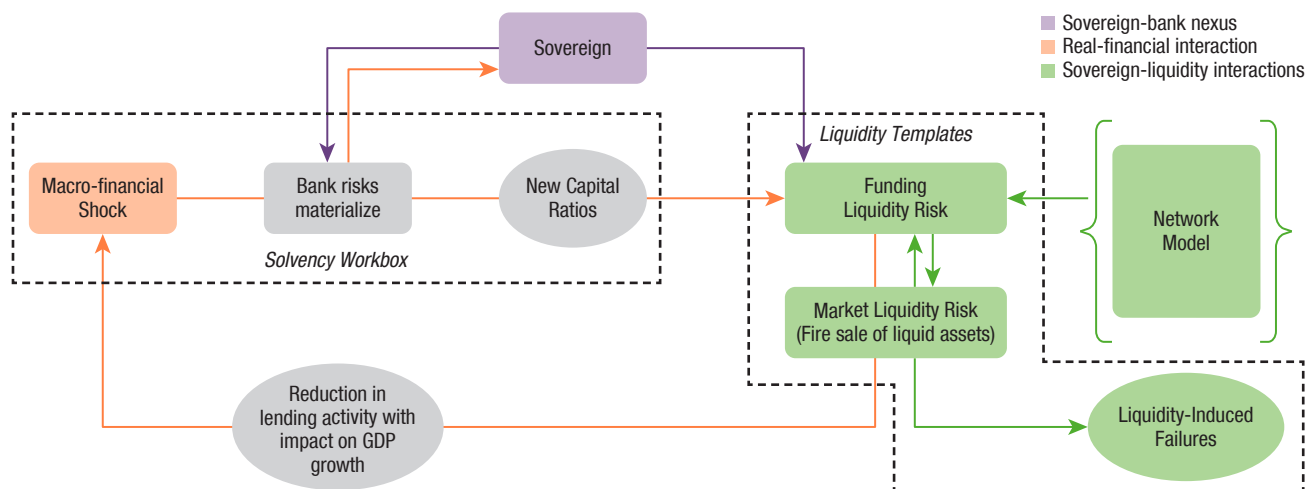 Sovereign
Sovereign-bank nexus
Real-financial interaction
Sovereign-liquidity interactions
Liquidity Templates
Macro-financial
Shock
Bank risks
materialize
New Capital
Ratios
Funding
Liquidity Risk
Network
Model
Solvency Workbox
Market Liquidity Risk
(Fire sale of liquid assets)
Reduction in
lending activity with
impact on GDP
growth
Liquidity-Induced
Failures